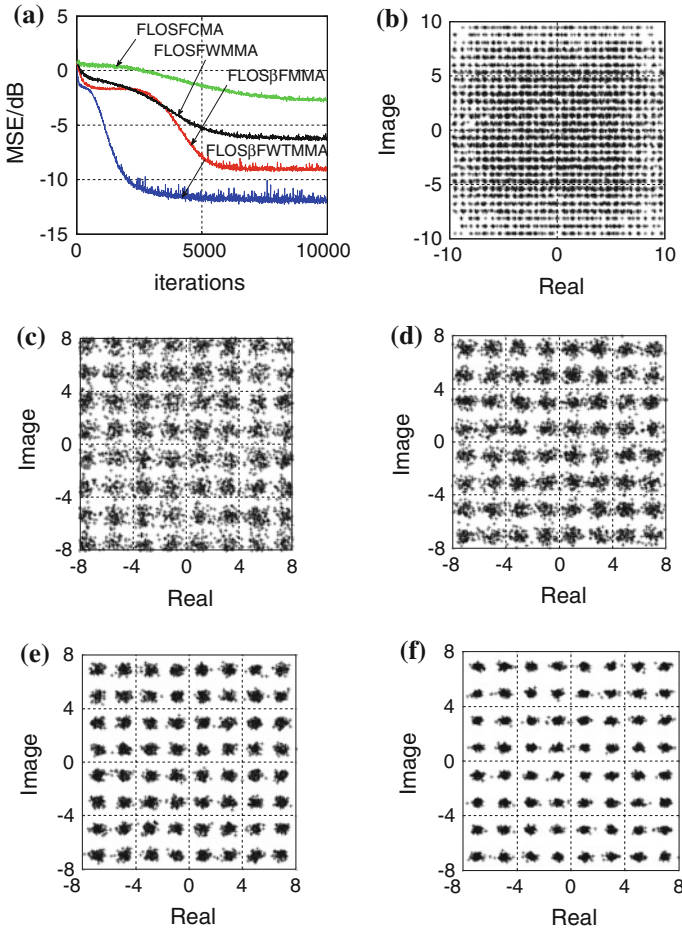 (a)
5
0
-5
-10
-15
MSE/dB
FLOSFCMA
FLOSFWMMA
FLOSβFMMA
FLOSβFWTMMA
0
5000
10000
iterations
(b)
10
5
0
-5
-10
Image
-10
0
10
Real
(c)
8
4
0
-4
-8
Image
-8
-4
0
4
8
Real
(d)
8
4
0
-4
-8
Image
-8
-4
0
4
8
Real
(e)
8
4
0
-4
-8
Image
-8
-4
0
4
8
Real
(f)
8
4
0
-4
-8
Image
-8
-4
0
4
8
Real